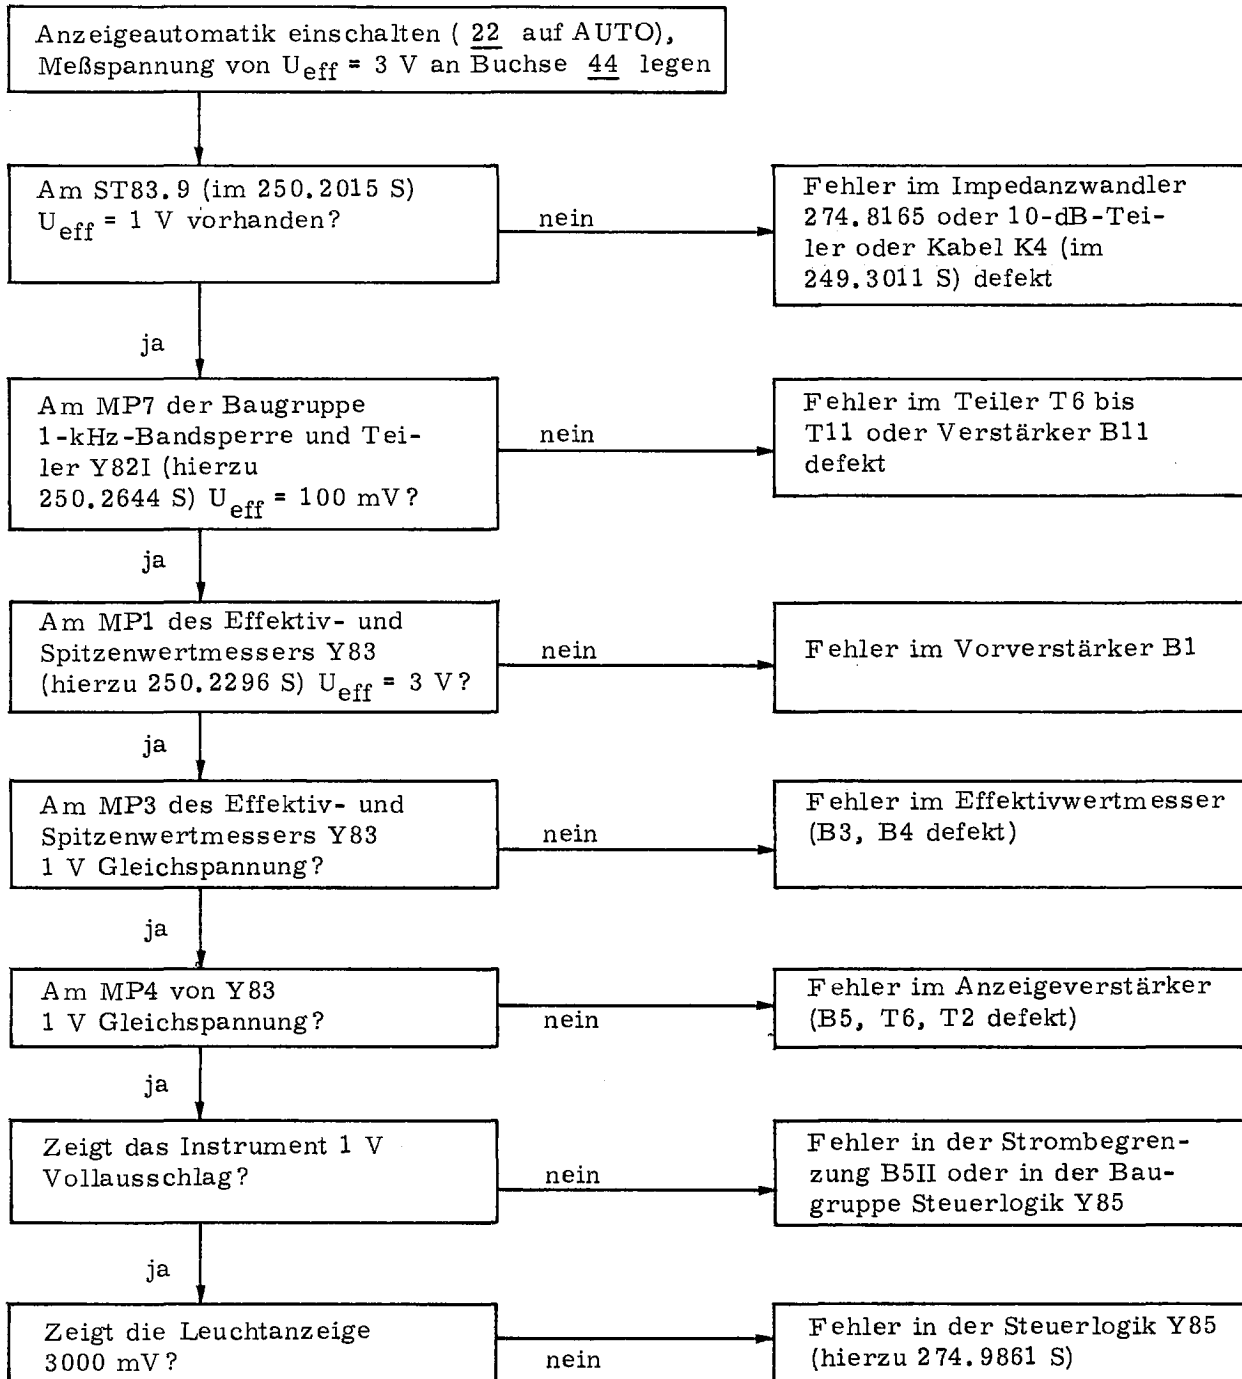 Anzeigeautomatik einschalten ( 22 auf AUTO),
Meßspannung von Ueff = 3 V an Buchse 44 legen
Am ST83.9 (im 250.2015 S)
Ueff = 1 V vorhanden?
nein
Fehler im Impedanzwandler
274.8165 oder 10-dB-Tei-
ler oder Kabel K4 (im
249.3011 S) defekt
ja
Am MP7 der Baugruppe
1-kHz-Bandsperre und Tei-
ler Y82I (hierzu
250.2644 S) Ueff = 100 mV?
nein
Fehler im Teiler T6 bis
T11 oder Verstärker B11
defekt
ja
Am MP1 des Effektiv- und
Spitzenwertmessers Y83
(hierzu 250.2296 S) Ueff = 3 V?
nein
Fehler im Vorverstärker B1
ja
Am MP3 des Effektiv- und
Spitzenwertmessers Y83
1 V Gleichspannung?
nein
Fehler im Effektivwertmesser
(B3, B4 defekt)
ja
Am MP4 von Y83
1 V Gleichspannung?
nein
Fehler im Anzeigeverstärker
(B5, T6, T2 defekt)
ja
Zeigt das Instrument 1 V
Vollausschlag?
nein
Fehler in der Strombegren-
zung B5II oder in der Bau-
gruppe Steuerlogik Y85
ja
Zeigt die Leuchtanzeige
3000 mV?
nein
Fehler in der Steuerlogik Y85
(hierzu 274.9861 S)